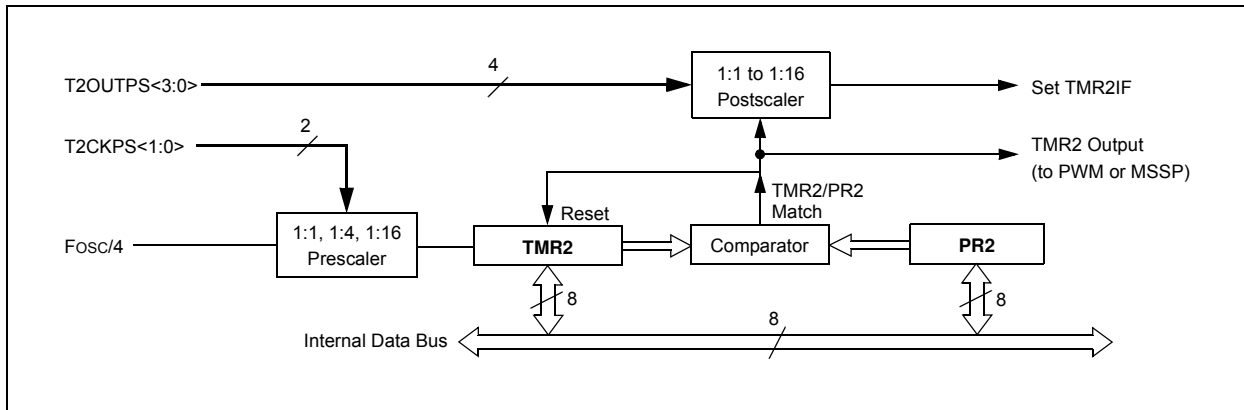 T2OUTPS<3:0>
4
1:1 to 1:16
Postscaler
Set TMR2IF
T2CKPS<1:0>
2
TMR2 Output
(to PWM or MSSP)
TMR2/PR2
Match
Reset
FOSC/4
1:1, 1:4, 1:16
Prescaler
TMR2
Comparator
PR2
8
8
Internal Data Bus
8